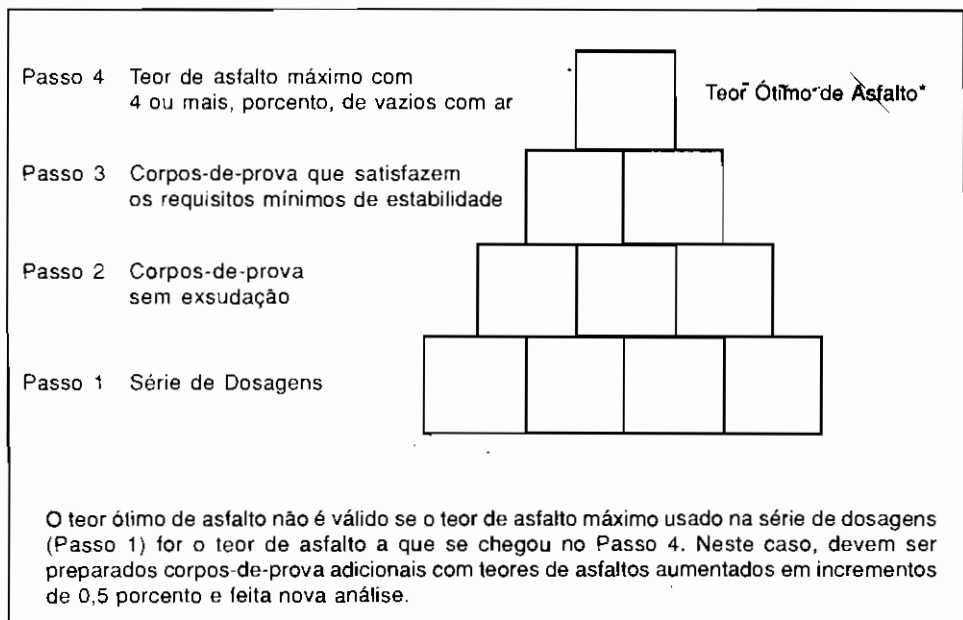 Passo 4 Teor de asfalto máximo com
4 ou mais, porcento, de vazios com ar
Teor Ótimo de Asfalto*
Passo 3 Corpos-de-prova que satisfazem
os requisitos mínimos de estabilidade
Passo 2 Corpos-de-prova
sem exsudação
Passo 1 Série de Dosagens
O teor ótimo de asfalto não é válido se o teor de asfalto máximo usado na série de dosagens
(Passo 1) for o teor de asfalto a que se chegou no Passo 4. Neste caso, devem ser
preparados corpos-de-prova adicionais com teores de asfaltos aumentados em incrementos
de 0,5 porcento e feita nova análise.